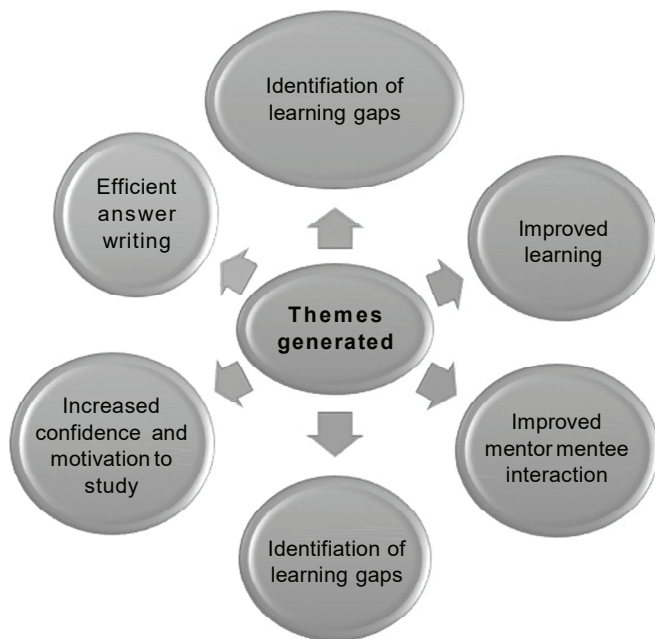 Identifiation of
learning gaps
Efficient
answer
writing
Improved
learning
Themes
generated
Increased
confidence and
motivation to
study
Improved
mentor mentee
interaction
Identifiation of
learning gaps